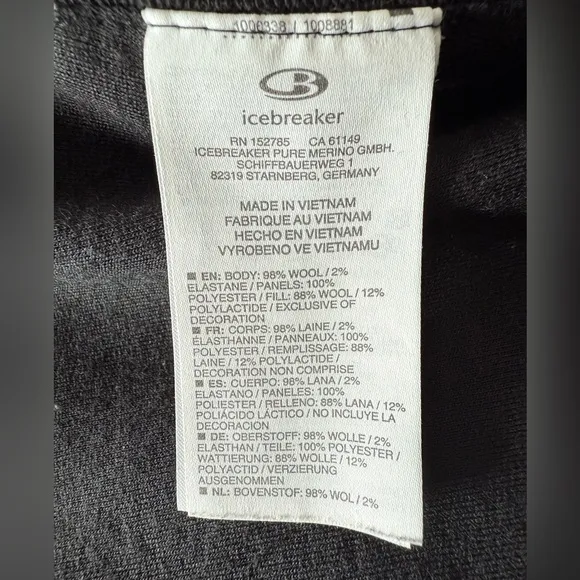 1006338 / 1008881
icebreaker
RN 152785 CA 61149
ICEBREAKER PURE MERINO GMBH.
SCHIFFBAUERWEG 1
82319 STARNBERG, GERMANY
MADE IN VIETNAM
FABRIQUE AU VIETNAM
HECHO EN VIETNAM
VYROBENO VE VIETNAMU
EN: BODY: 98% WOOL / 2%
ELASTANE / PANELS: 100%
POLYESTER / FILL: 88% WOOL / 12%
POLYLACTIDE / EXCLUSIVE OF
DECORATION
FR: CORPS: 98% LAINE / 2%
ÉLASTHANNE / PANNEAUX: 100%
POLYESTER / REMPLISSAGE: 88%
LAINE / 12% POLYLACTIDE /
DECORATION NON COMPRISE
ES: CUERPO: 98% LANA / 2%
ELASTANO / PANELES: 100%
POLIESTER / RELLENO: 88% LANA / 12%
POLIÁCIDO LÁCTICO / NO INCLUYE LA
DECORACIÓN
DE: OBERSTOFF: 98% WOLLE / 2%
ELASTHAN / TEILE: 100% POLYESTER /
WATTIERUNG: 88% WOLLE / 12%
POLYACTID / VERZIERUNG
AUSGENOMMEN
NL: BOVENSTOF: 98% WOL / 2%